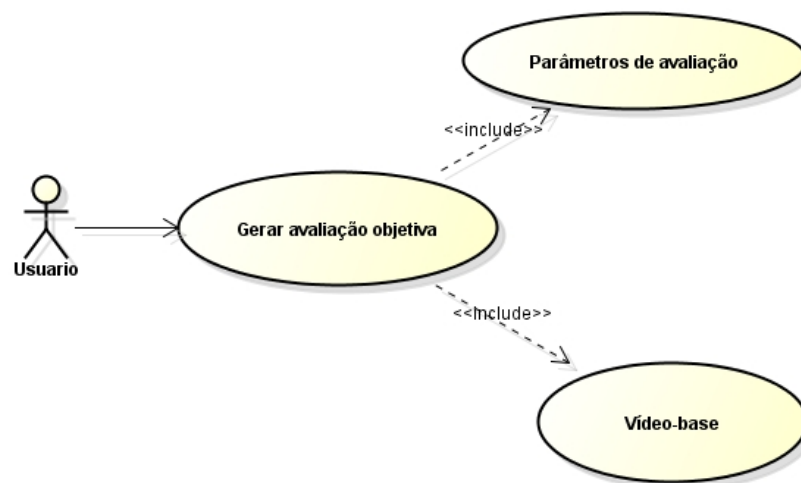 Parâmetros de avaliação
<<include>>
Gerar avaliação objetiva
Usuario
<<Include>>
Vídeo-base